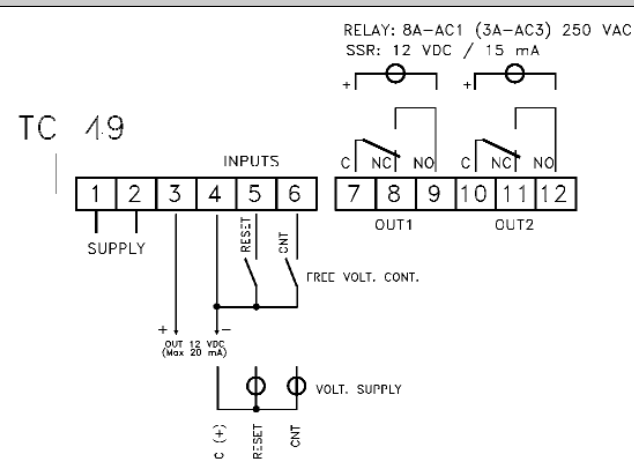 RELAY: 8A-AC1 (3A-AC3) 250 VAC
SSR: 12 VDC / 15 mA
+ +
TC 49
INPUTS
C NC NO C NC NO
1 2 3 4 5 6 7 8 9 10 11 12
SUPPLY
OUT1 OUT2
RESET CNT
FREE VOLT. CONT.
+ -
OUT 12 VDC
(Max 20 mA)
VOLT. SUPPLY
C (+) RESET CNT